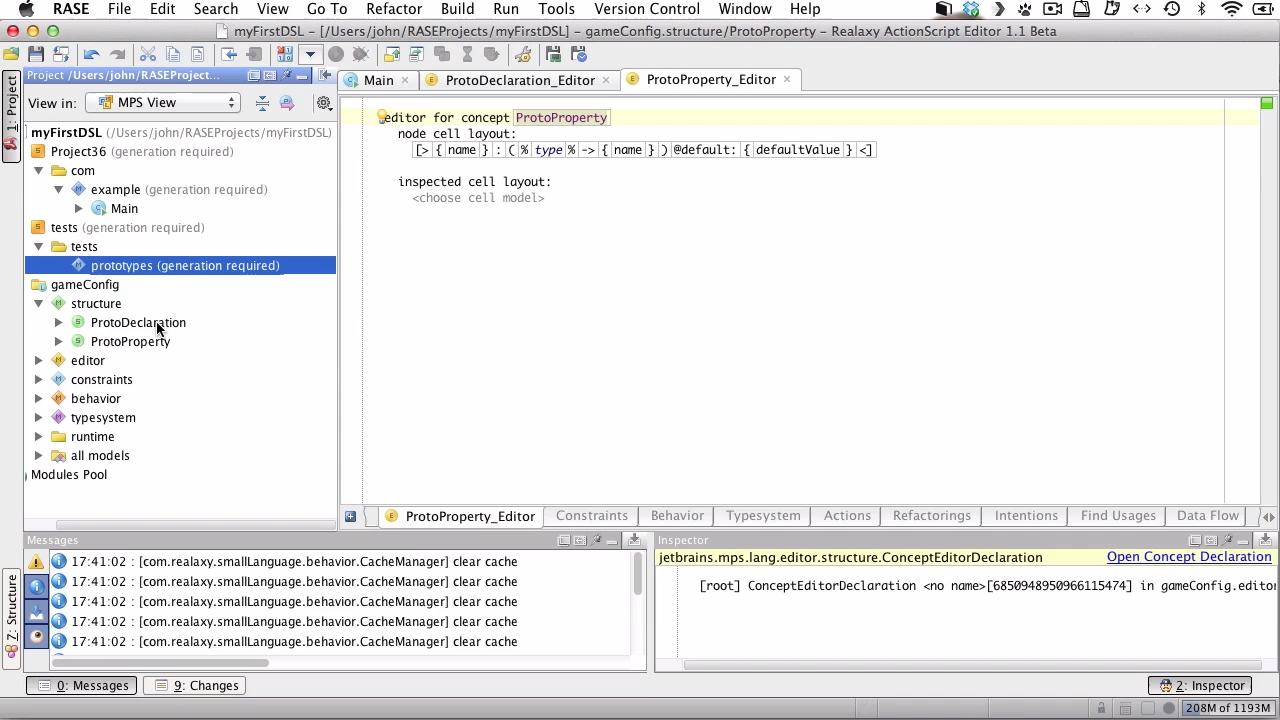 RASE File Edit Search View Go To Refactor Build Run Tools Version Control Window Help
myFirstDSL - [/Users/john/RASEProjects/myFirstDSL] - gameConfig.structure/ProtoProperty - Realaxy ActionScript Editor 1.1 Beta
1: Project
Project /Users/john/RASEProject...
View in: MPS View
myFirstDSL (/Users/john/RASEProjects/myFirstDSL)
Project36 (generation required)
com
example (generation required)
Main
tests (generation required)
tests
prototypes (generation required)
gameConfig
structure
ProtoDeclaration
ProtoProperty
editor
constraints
behavior
typesystem
runtime
all models
Modules Pool
Main ProtoDeclaration_Editor ProtoProperty_Editor
editor for concept ProtoProperty
node cell layout:
[> { name } : ( % type % -> { name } ) @default: { defaultValue } <]
inspected cell layout:
<choose cell model>
ProtoProperty_Editor Constraints Behavior Typesystem Actions Refactorings Intentions Find Usages Data Flow
Z: Structure
Messages
17:41:02 : [com.realaxy.smallLanguage.behavior.CacheManager] clear cache
17:41:02 : [com.realaxy.smallLanguage.behavior.CacheManager] clear cache
17:41:02 : [com.realaxy.smallLanguage.behavior.CacheManager] clear cache
17:41:02 : [com.realaxy.smallLanguage.behavior.CacheManager] clear cache
17:41:02 : [com.realaxy.smallLanguage.behavior.CacheManager] clear cache
Inspector
jetbrains.mps.lang.editor.structure.ConceptEditorDeclaration Open Concept Declaration
[root] ConceptEditorDeclaration <no name>[6850948950966115474] in gameConfig.editor
0: Messages 9: Changes 2: Inspector
208M of 1193M